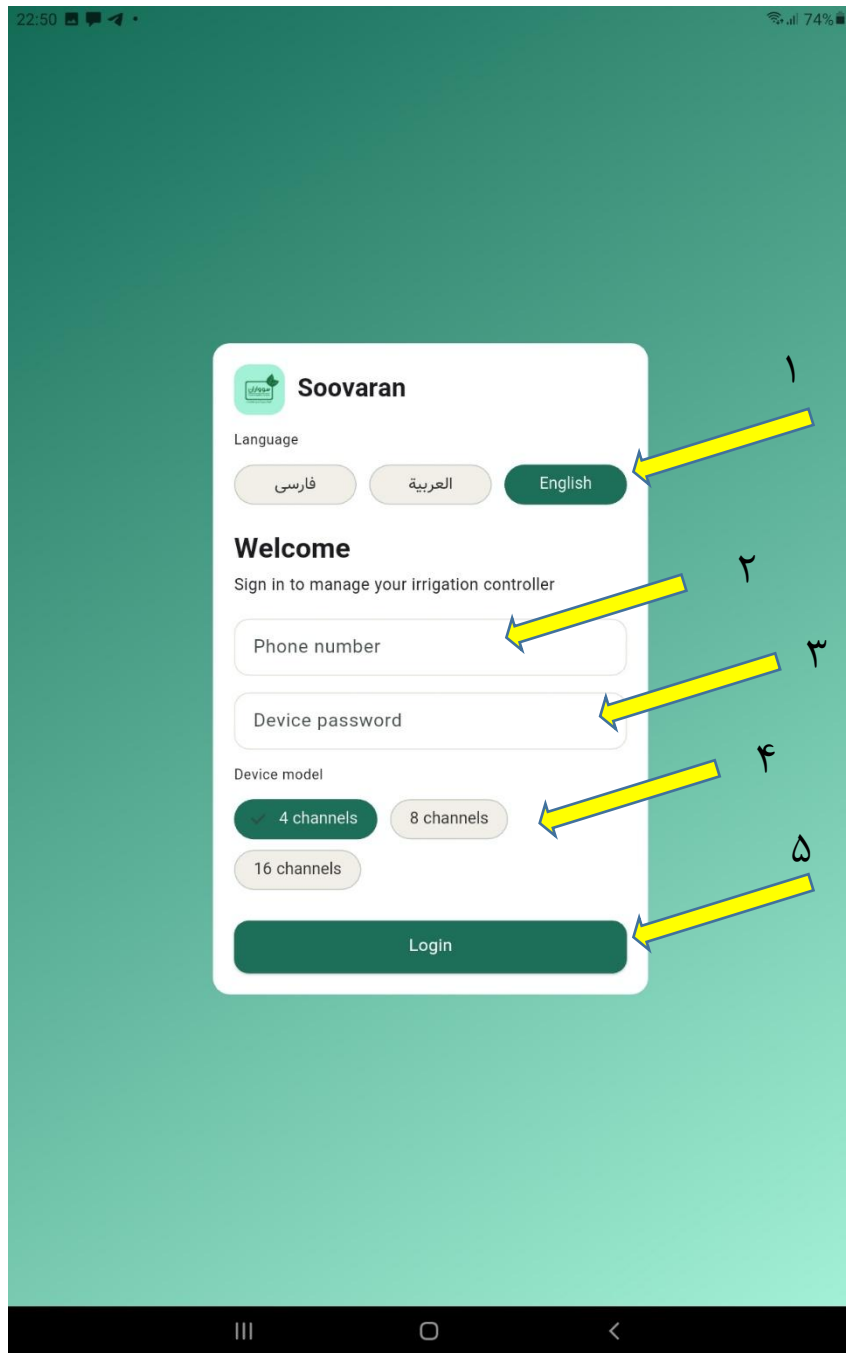 22:50
74%
۱
Soovaran
Language
فارسی
العربية
English
Welcome
۲
Sign in to manage your irrigation controller
Phone number
۳
Device password
۴
Device model
4 channels
8 channels
۵
16 channels
Login